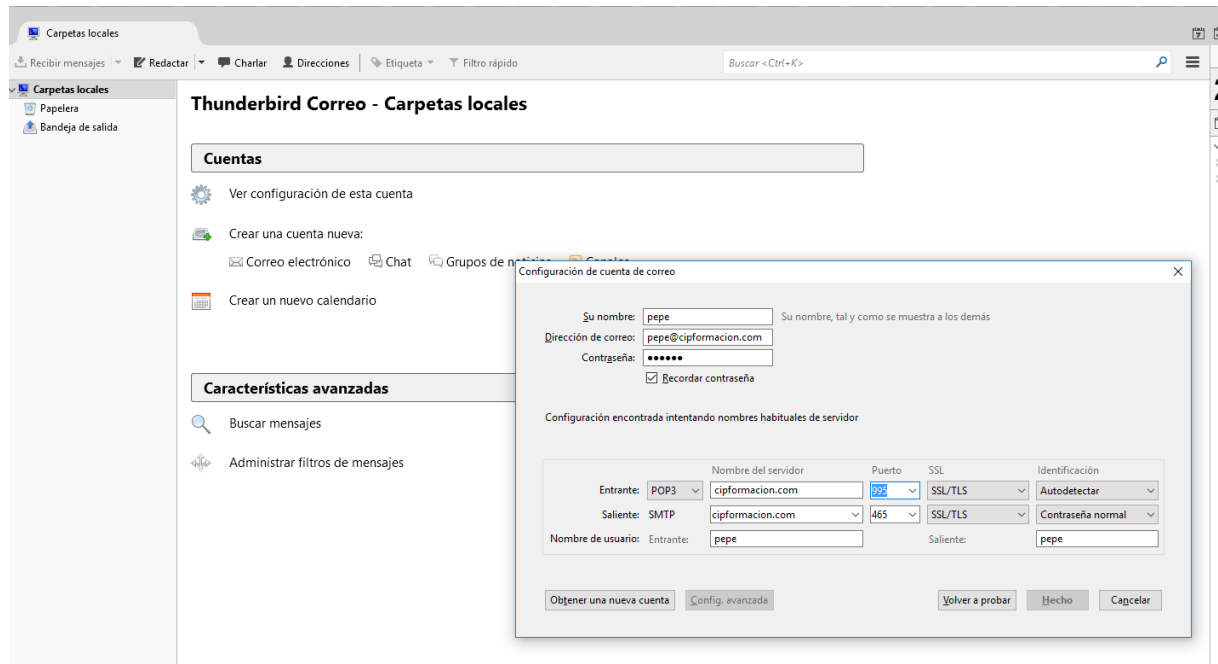 Carpetas locales
Recibir mensajes Redactar Charlar Direcciones Etiqueta Filtro rápido Buscar <Ctrl+K>
Carpetas locales
Papelera
Bandeja de salida
Thunderbird Correo - Carpetas locales
Cuentas
Ver configuración de esta cuenta
Crear una cuenta nueva:
Correo electrónico Chat Grupos de
Crear un nuevo calendario
Características avanzadas
Buscar mensajes
Administrar filtros de mensajes
Configuración de cuenta de correo
Su nombre: pepe Su nombre, tal y como se muestra a los demás
Dirección de correo: pepe@cipformacion.com
Contraseña: ••••••
Recordar contraseña
Configuración encontrada intentando nombres habituales de servidor
Nombre del servidor Puerto SSL Identificación
Entrante: POP3 cipformacion.com 995 SSL/TLS Autodetectar
Saliente: SMTP cipformacion.com 465 SSL/TLS Contraseña normal
Nombre de usuario: Entrante: pepe Saliente: pepe
Obtener una nueva cuenta Config. avanzada Volver a probar Hecho Cancelar